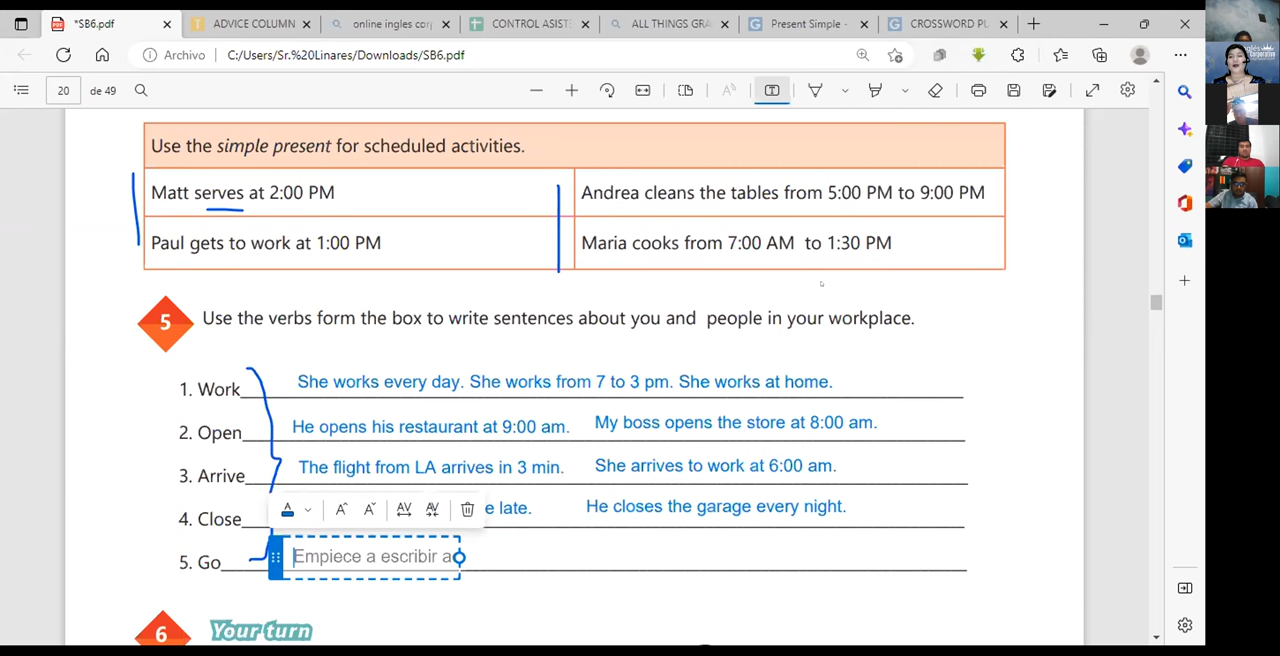 *SB6.pdf
ADVICE COLUMN
online ingles cor
CONTROL ASIST
ALL THINGS GRA
Present Simple -
CROSSWORD PU
Archivo
C:/Users/Sr.%20Linares/Downloads/SB6.pdf
20 de 49
Use the simple present for scheduled activities.
Matt serves at 2:00 PM
Andrea cleans the tables from 5:00 PM to 9:00 PM
Paul gets to work at 1:00 PM
Maria cooks from 7:00 AM to 1:30 PM
5 Use the verbs form the box to write sentences about you and people in your workplace.
1. Work She works every day. She works from 7 to 3 pm. She works at home.
2. Open He opens his restaurant at 9:00 am. My boss opens the store at 8:00 am.
3. Arrive The flight from LA arrives in 3 min. She arrives to work at 6:00 am.
4. Close e late. He closes the garage every night.
5. Go Empiece a escribir a
6 Your turn